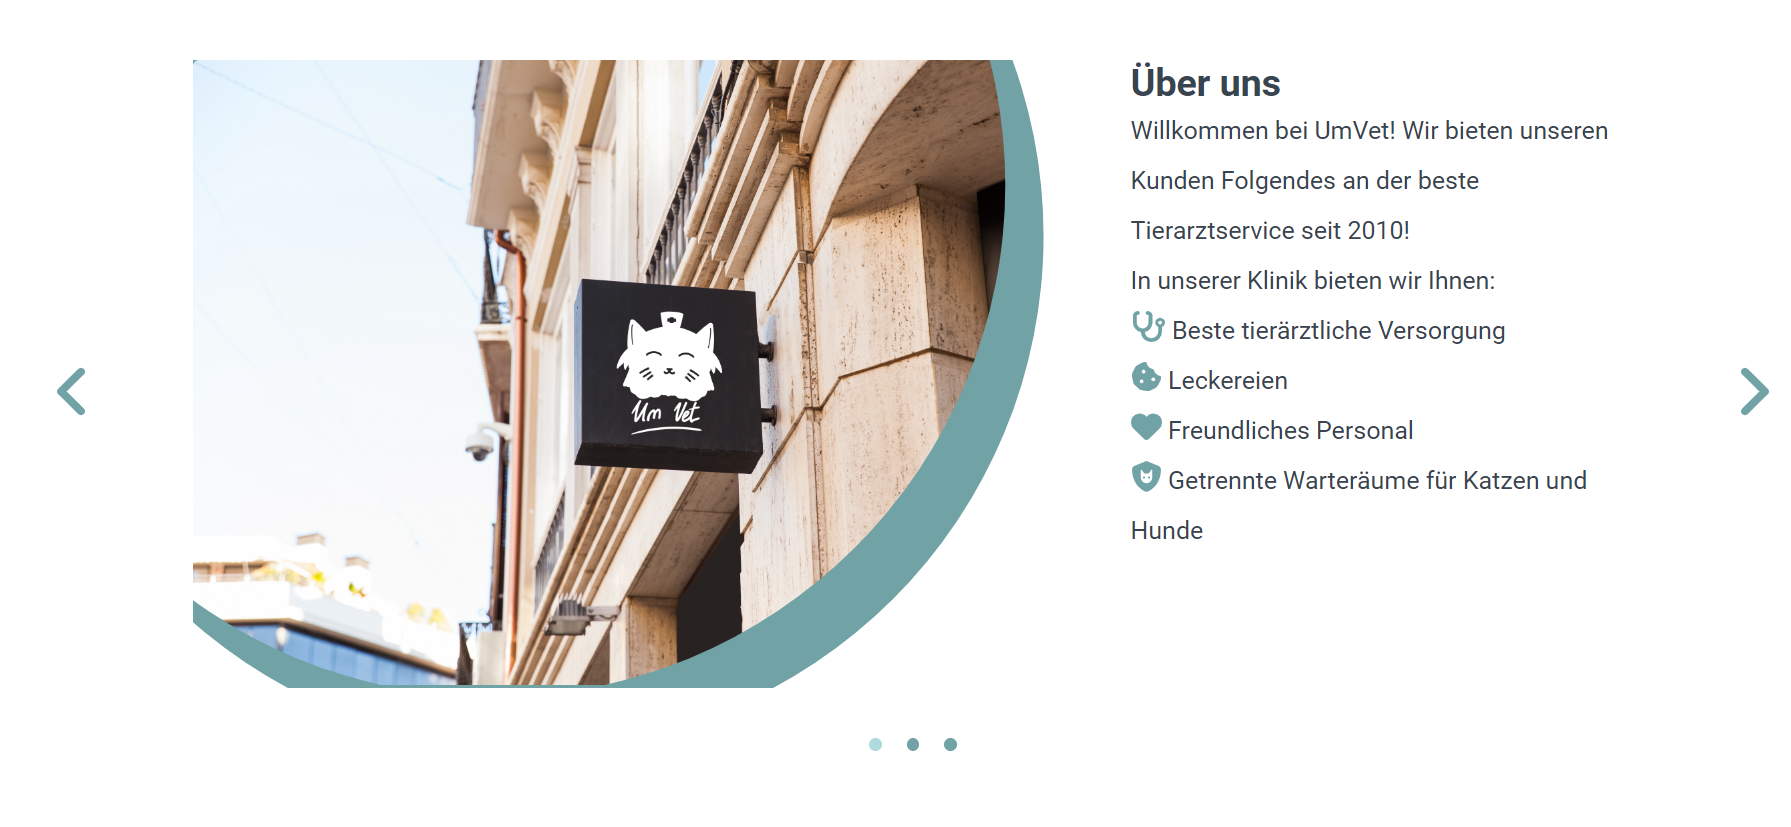 Über uns
Willkommen bei UmVet! Wir bieten unseren
Kunden Folgendes an der beste
Tierarztservice seit 2010!
In unserer Klinik bieten wir Ihnen:
Beste tierärztliche Versorgung
Leckereien
Freundliches Personal
Getrennte Warteräume für Katzen und
Hunde
Um Vet